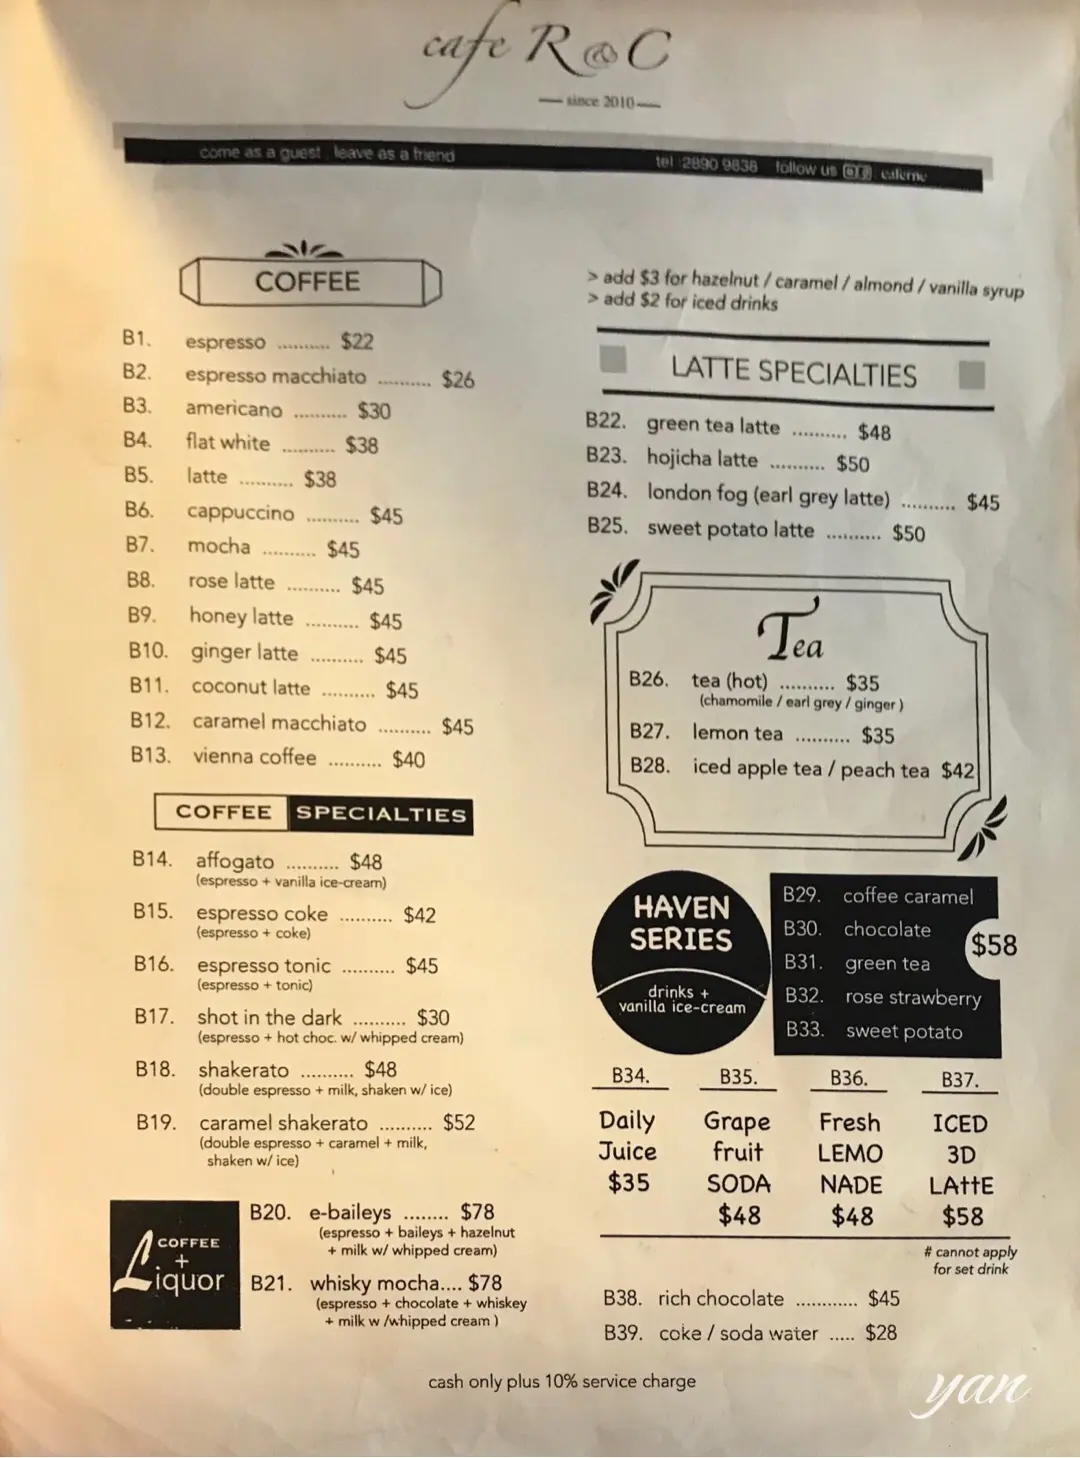 cafe R & C
since 2010
come as a guest . leave as a friend
tel :2890 9838 follow us
COFFEE
B1. espresso .......... $22
B2. espresso macchiato .......... $26
B3. americano .......... $30
B4. flat white .......... $38
B5. latte .......... $38
B6. cappuccino .......... $45
B7. mocha .......... $45
B8. rose latte .......... $45
B9. honey latte .......... $45
B10. ginger latte .......... $45
B11. coconut latte .......... $45
B12. caramel macchiato .......... $45
B13. vienna coffee .......... $40
COFFEE SPECIALTIES
B14. affogato .......... $48
(espresso + vanilla ice-cream)
B15. espresso coke .......... $42
(espresso + coke)
B16. espresso tonic .......... $45
(espresso + tonic)
B17. shot in the dark .......... $30
(espresso + hot choc. w/ whipped cream)
B18. shakerato .......... $48
(double espresso + milk, shaken w/ ice)
B19. caramel shakerato .......... $52
(double espresso + caramel + milk,
shaken w/ ice)
COFFEE
+
Liquor
B20. e-baileys ........ $78
(espresso + baileys + hazelnut
+ milk w/ whipped cream)
B21. whisky mocha.... $78
(espresso + chocolate + whiskey
+ milk w /whipped cream )
> add $3 for hazelnut / caramel / almond / vanilla syrup
> add $2 for iced drinks
LATTE SPECIALTIES
B22. green tea latte .......... $48
B23. hojicha latte .......... $50
B24. london fog (earl grey latte) .......... $45
B25. sweet potato latte .......... $50
Tea
B26. tea (hot) .......... $35
(chamomile / earl grey / ginger )
B27. lemon tea .......... $35
B28. iced apple tea / peach tea $42
HAVEN
SERIES
drinks +
vanilla ice-cream
B29. coffee caramel
B30. chocolate
B31. green tea
B32. rose strawberry
B33. sweet potato
$58
B34.
Daily
Juice
$35
B35.
Grape
fruit
SODA
$48
B36.
Fresh
LEMO
NADE
$48
B37.
ICED
3D
LAttE
$58
# cannot apply
for set drink
B38. rich chocolate ............ $45
B39. coke / soda water ..... $28
cash only plus 10% service charge
yan